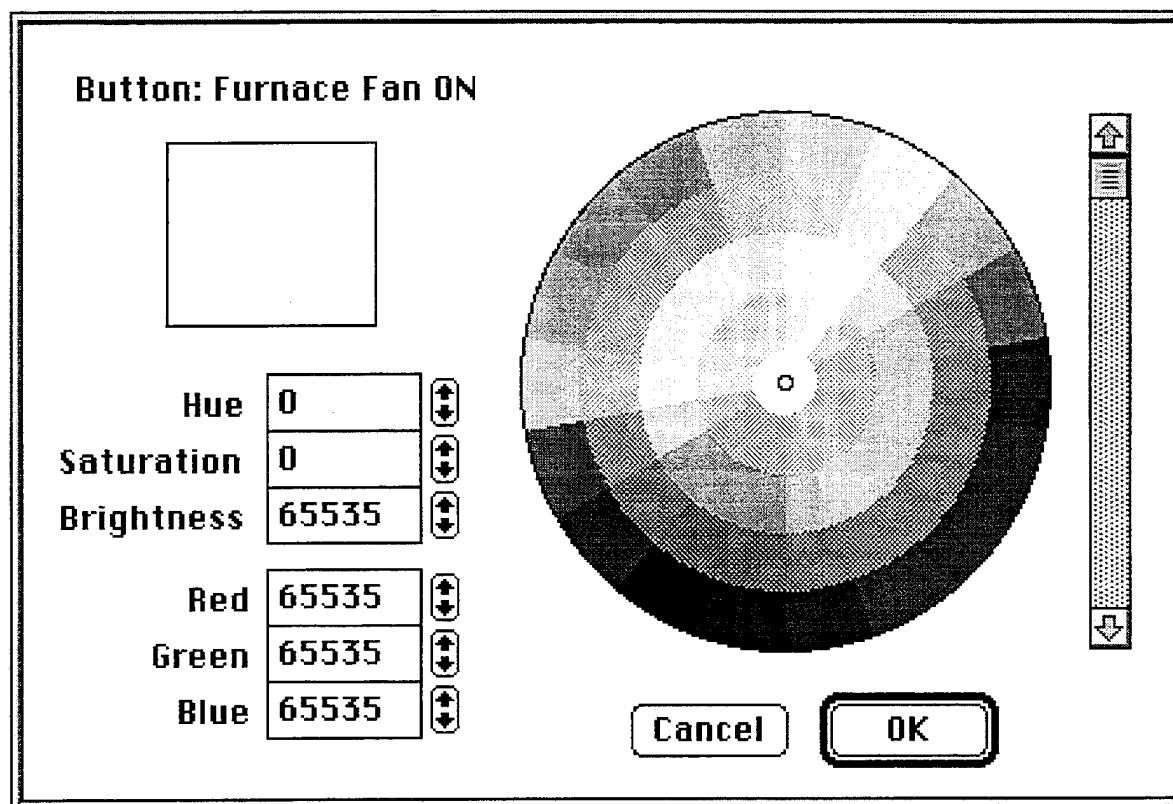 Button: Furnace Fan ON
Hue 0
Saturation 0
Brightness 65535
Red 65535
Green 65535
Blue 65535
Cancel OK